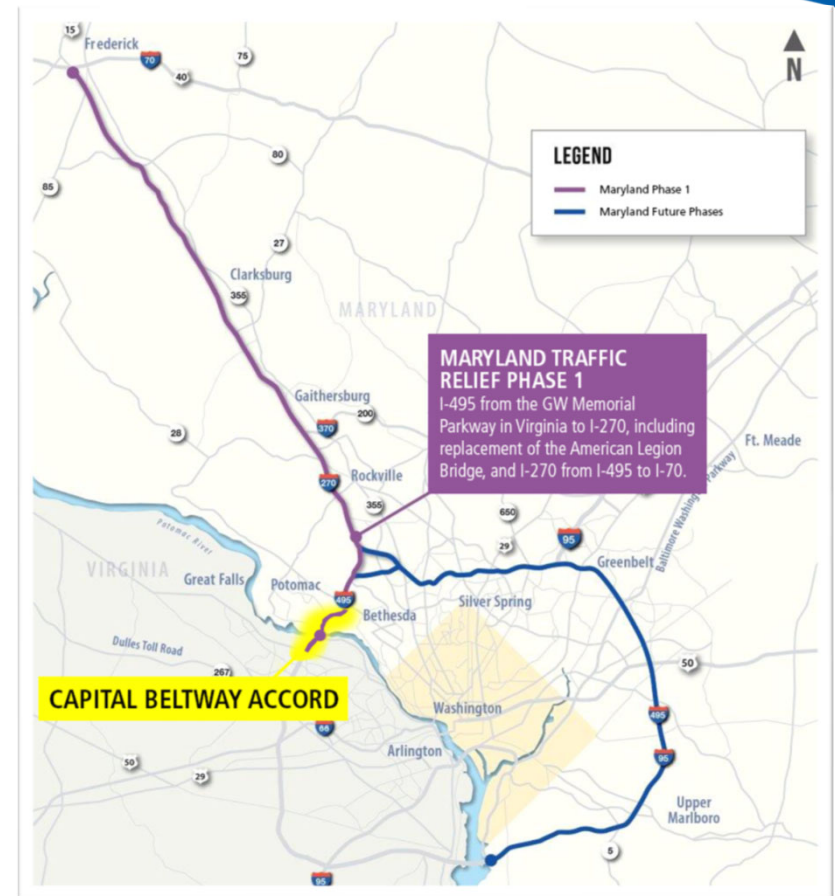 15
Frederick
70
75
40
N
80
85
LEGEND
Maryland Phase 1
Maryland Future Phases
27
Clarksburg
355
MARYLAND
MARYLAND TRAFFIC
RELIEF PHASE 1
I-495 from the GW Memorial
Parkway in Virginia to I-270, including
replacement of the American Legion
Bridge, and I-270 from I-495 to I-70.
Gaithersburg
200
370
28
Ft. Meade
Rockville
270
355
650
Baltimore Washington Parkway
Potomac River
29
95
VIRGINIA
Great Falls
Potomac
Greenbelt
495
Bethesda
Silver Spring
Dulles Toll Road
267
50
CAPITAL BELTWAY ACCORD
Washington
495
66
Arlington
95
50
29
Upper
Marlboro
5
95